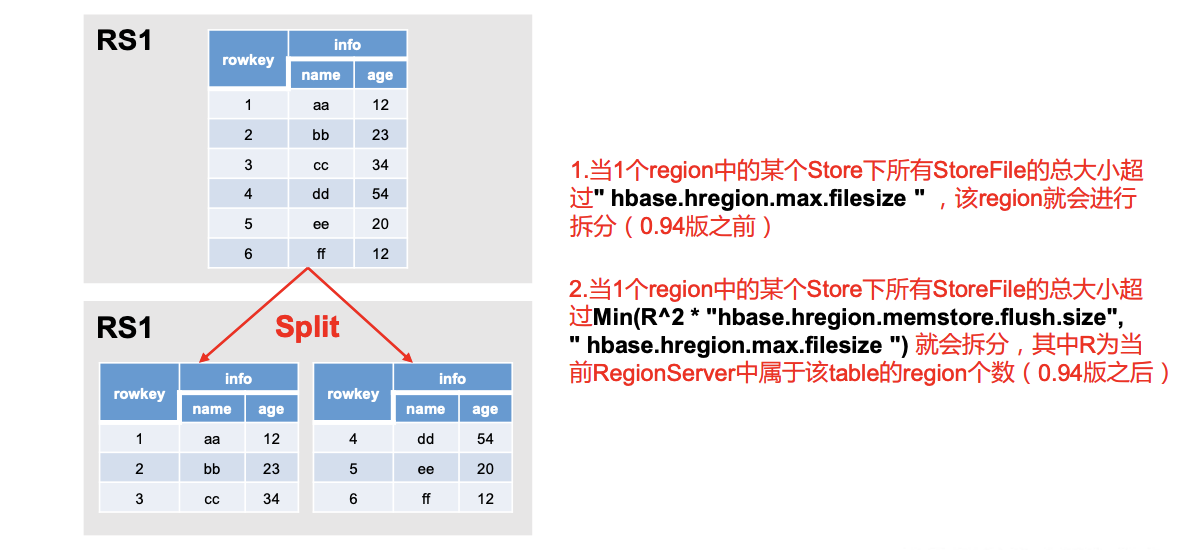 RS1
rowkey info
name age
1 aa 12
2 bb 23
3 cc 34
4 dd 54
5 ee 20
6 ff 12
RS1
Split
rowkey info
name age
1 aa 12
2 bb 23
3 cc 34
rowkey info
name age
4 dd 54
5 ee 20
6 ff 12
1.当1个region中的某个Store下所有StoreFile的总大小超
过" hbase.hregion.max.filesize " ，该region就会进行
拆分（0.94版之前）
2.当1个region中的某个Store下所有StoreFile的总大小超
过Min(R^2 * "hbase.hregion.memstore.flush.size",
" hbase.hregion.max.filesize ") 就会拆分，其中R为当
前RegionServer中属于该table的region个数（0.94版之后）